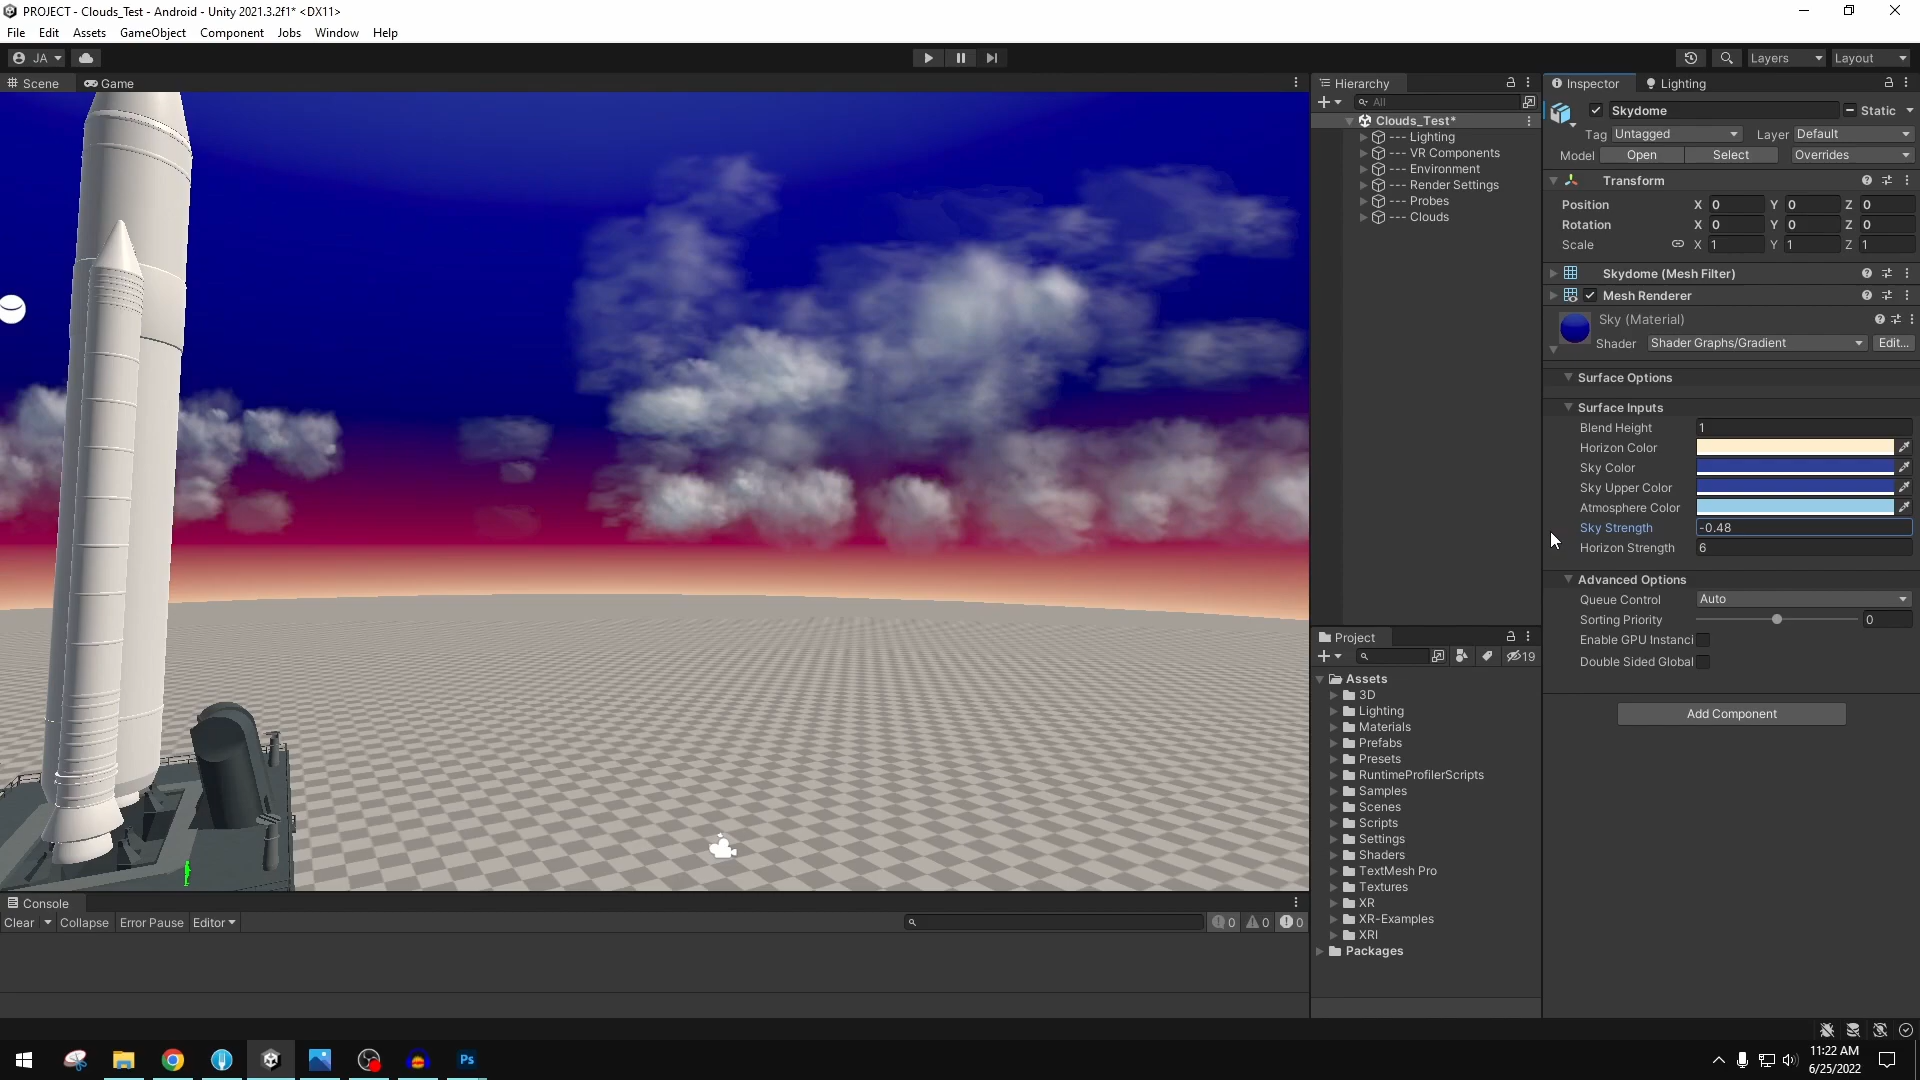 PROJECT - Clouds_Test - Android - Unity 2021.3.2f1* <DX11>
File Edit Assets GameObject Component Jobs Window Help
JA Layers Layout
Scene Game
Hierarchy
All
Clouds_Test*
--- Lighting
--- VR Components
--- Environment
--- Render Settings
--- Probes
--- Clouds
Inspector Lighting
Skydome Static
Tag Untagged Layer Default
Model Open Select Overrides
Transform
Position X 0 Y 0 Z 0
Rotation X 0 Y 0 Z 0
Scale X 1 Y 1 Z 1
Skydome (Mesh Filter)
Mesh Renderer
Sky (Material)
Shader Shader Graphs/Gradient Edit...
Surface Options
Surface Inputs
Blend Height 1
Horizon Color
Sky Color
Sky Upper Color
Atmosphere Color
Sky Strength -0.48
Horizon Strength 6
Advanced Options
Queue Control Auto
Sorting Priority 0
Enable GPU Instanci
Double Sided Global
Add Component
Project
19
Assets
3D
Lighting
Materials
Prefabs
Presets
RuntimeProfilerScripts
Samples
Scenes
Scripts
Settings
Shaders
TextMesh Pro
Textures
XR
XR-Examples
XRI
Packages
Console
Clear Collapse Error Pause Editor 0 0 0
Ps
11:22 AM
6/25/2022